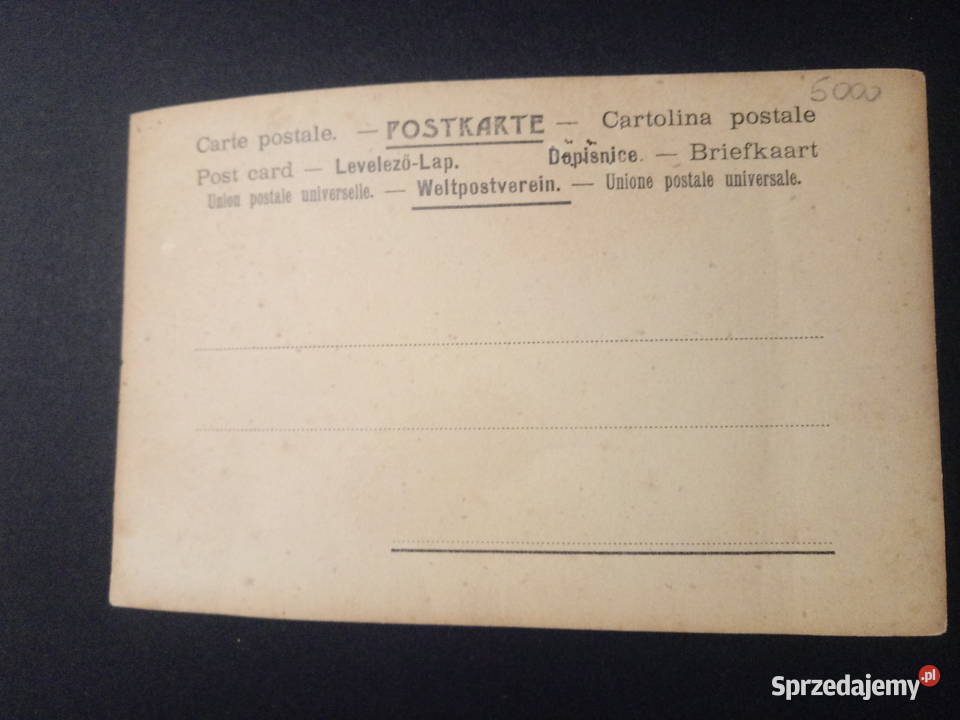 5000
Carte postale. — POSTKARTE — Cartolina postale
Post card — Levelező-Lap. Dopisnice. — Briefkaart
Union postale universelle. — Weltpostverein. — Unione postale universale.
Sprzedajemy.pl